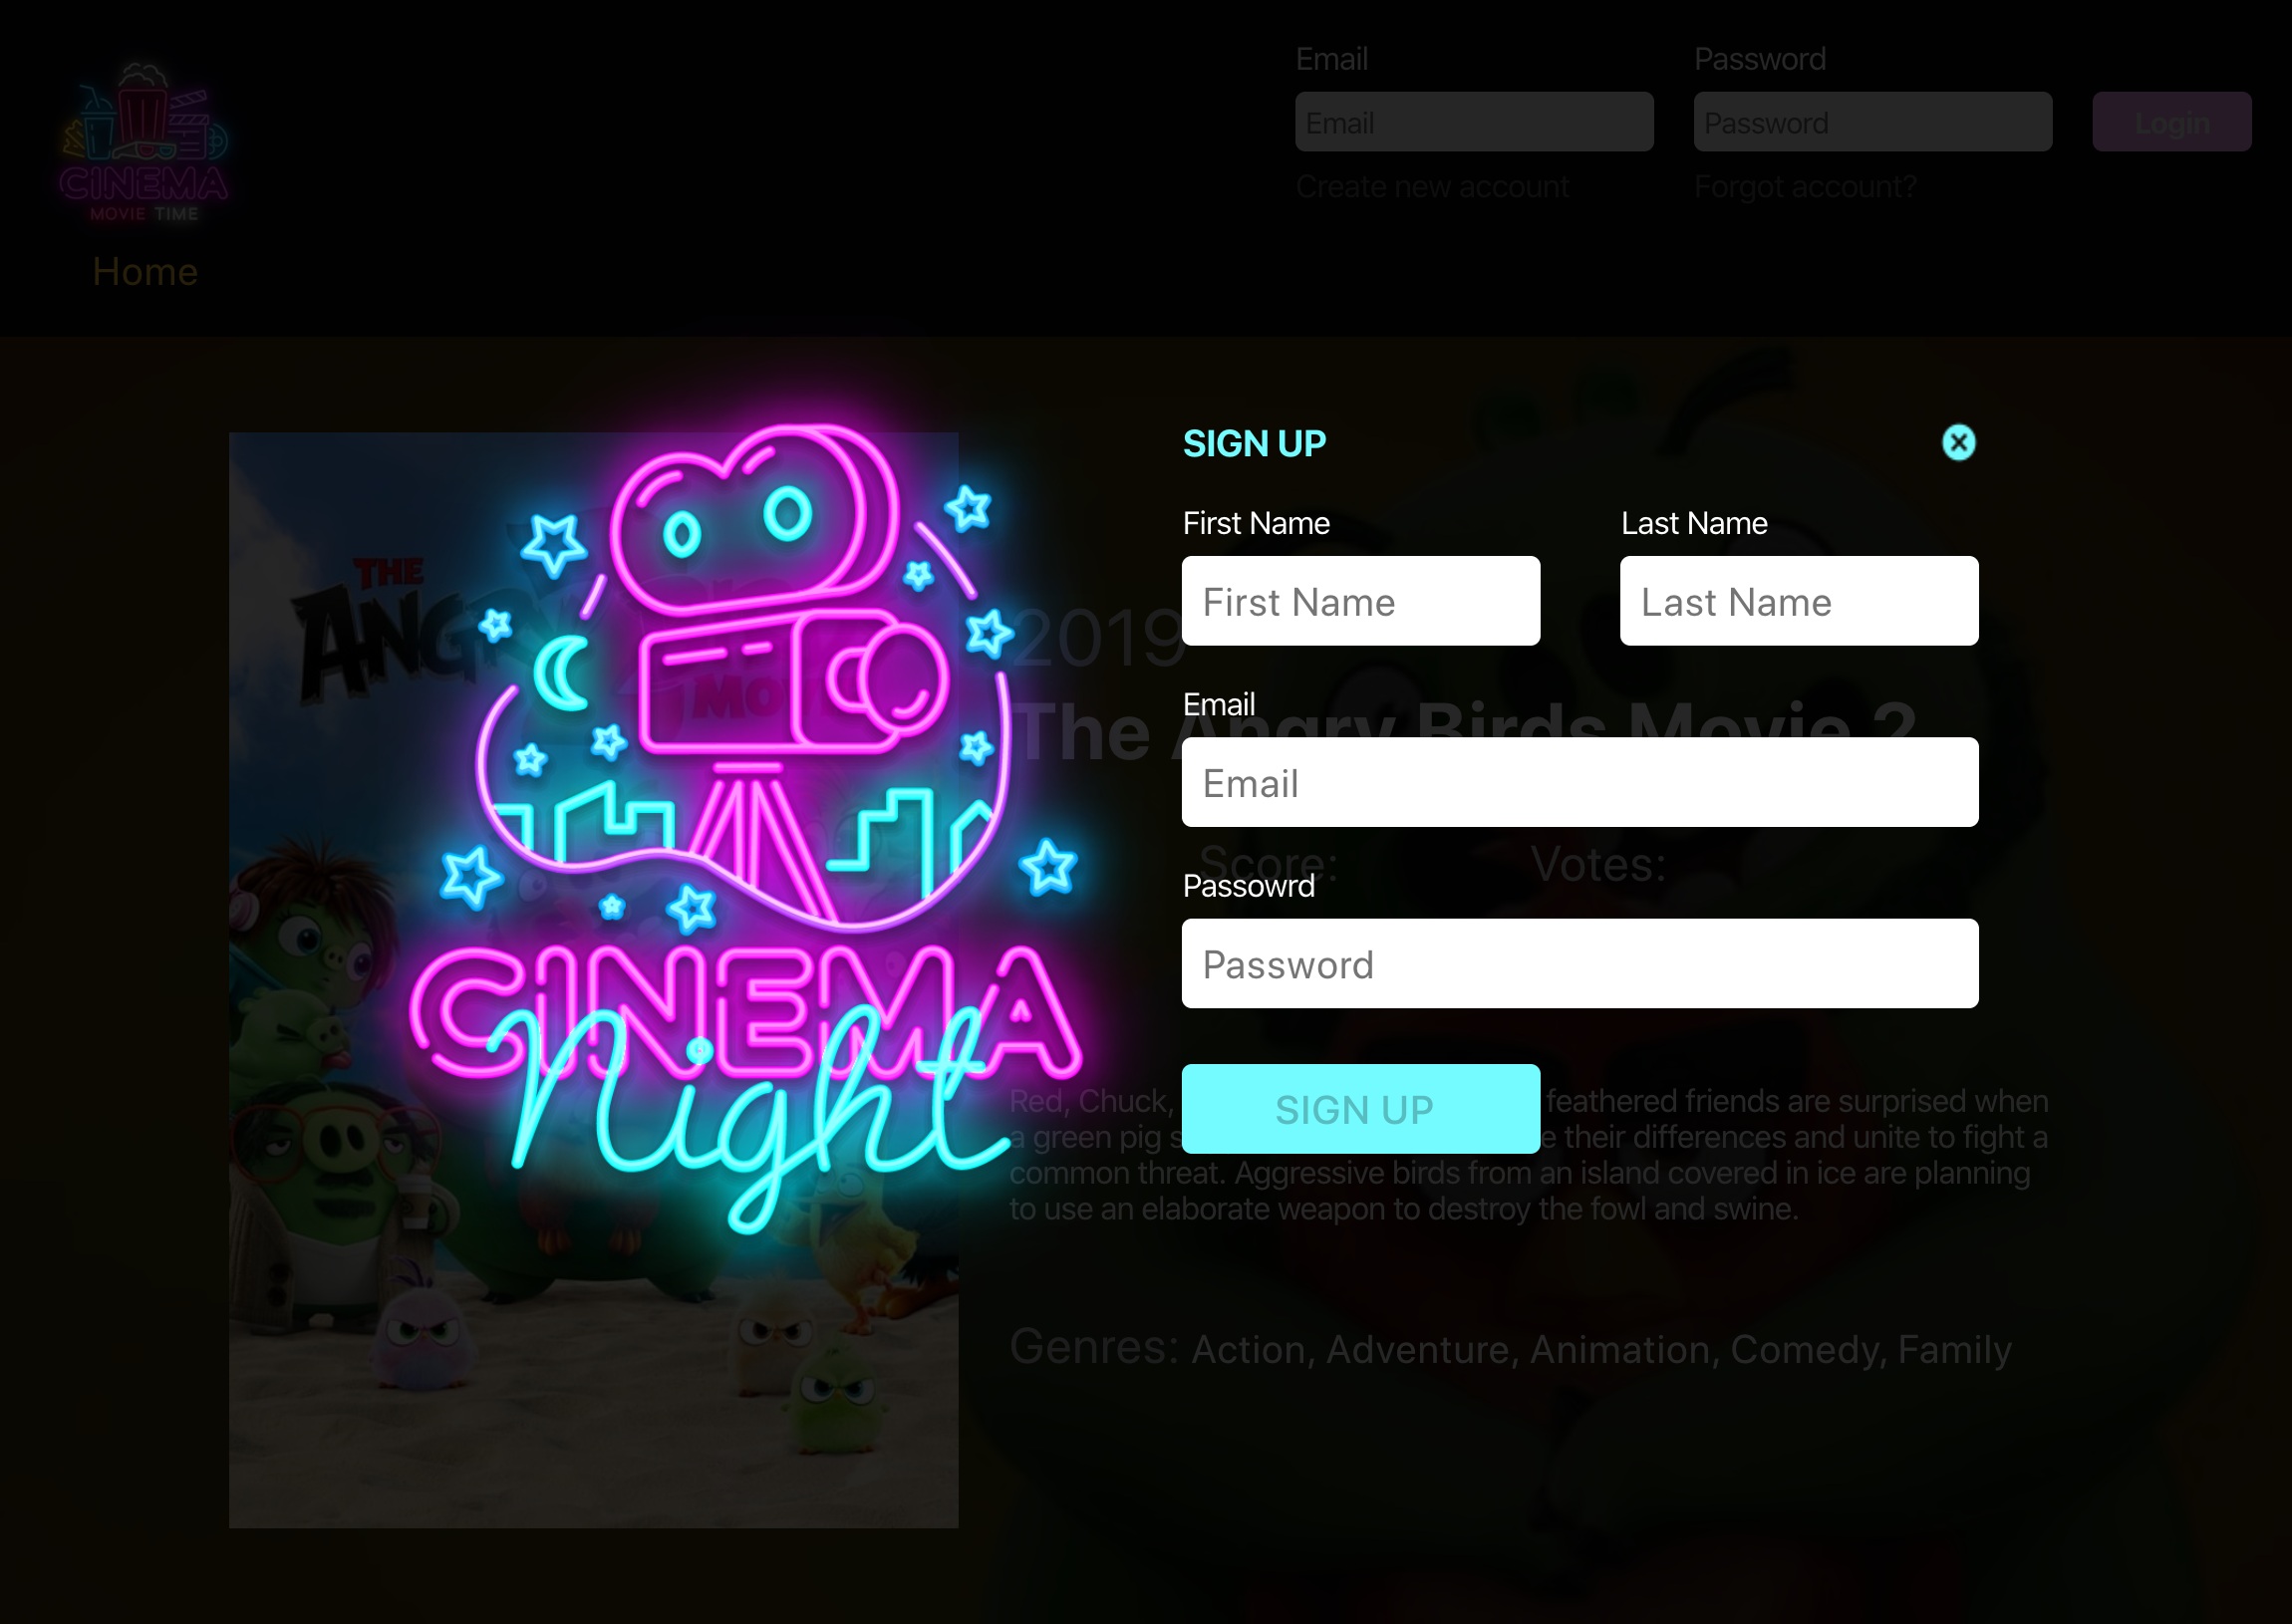 Email
Password
Email
Password
Login
Create new account
Forgot account?
CINEMA
MOVIE TIME
Home
SIGN UP
First Name
Last Name
First Name
Last Name
THE
ANGRY
MOVIE
2019
Email
The Angry Birds Movie 2
Email
Score:
Votes:
Passowrd
Password
CINEMA
Night
SIGN UP
Red, Chuck, feathered friends are surprised when
a green pig their differences and unite to fight a
common threat. Aggressive birds from an island covered in ice are planning
to use an elaborate weapon to destroy the fowl and swine.
Genres: Action, Adventure, Animation, Comedy, Family